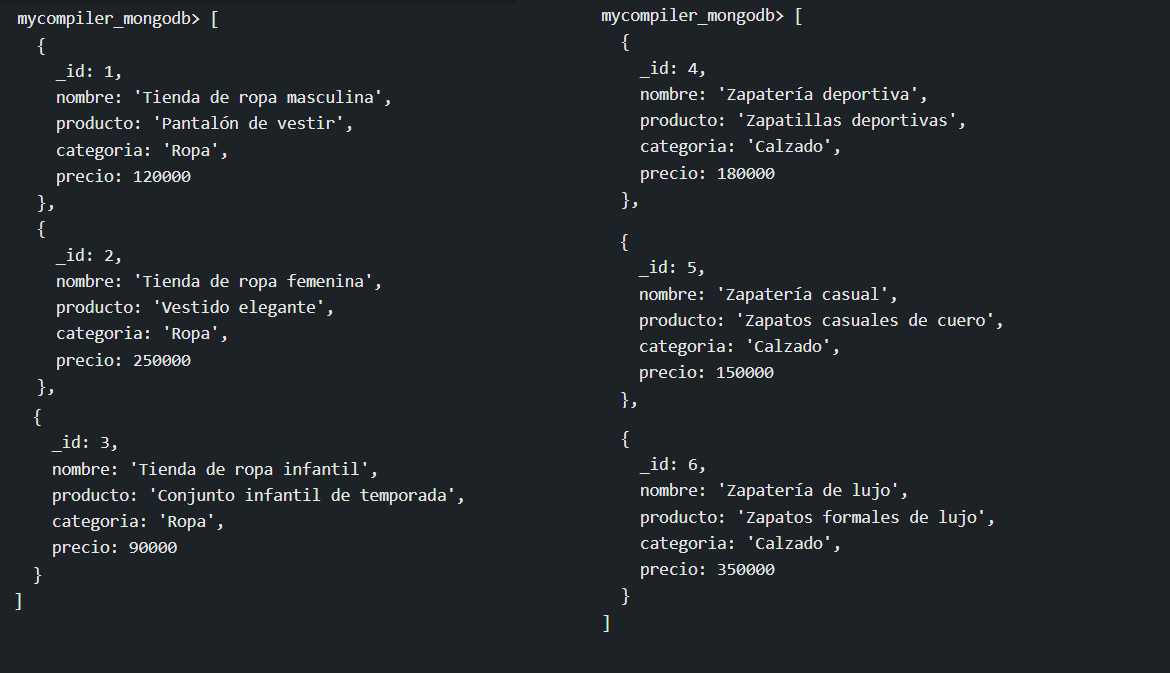 mycompiler_mongodb> [
{
_id: 1,
nombre: 'Tienda de ropa masculina',
producto: 'Pantalón de vestir',
categoria: 'Ropa',
precio: 120000
},
{
_id: 2,
nombre: 'Tienda de ropa femenina',
producto: 'Vestido elegante',
categoria: 'Ropa',
precio: 250000
},
{
_id: 3,
nombre: 'Tienda de ropa infantil',
producto: 'Conjunto infantil de temporada',
categoria: 'Ropa',
precio: 90000
}
]
mycompiler_mongodb> [
{
_id: 4,
nombre: 'Zapatería deportiva',
producto: 'Zapatillas deportivas',
categoria: 'Calzado',
precio: 180000
},
{
_id: 5,
nombre: 'Zapatería casual',
producto: 'Zapatos casuales de cuero',
categoria: 'Calzado',
precio: 150000
},
{
_id: 6,
nombre: 'Zapatería de lujo',
producto: 'Zapatos formales de lujo',
categoria: 'Calzado',
precio: 350000
}
]